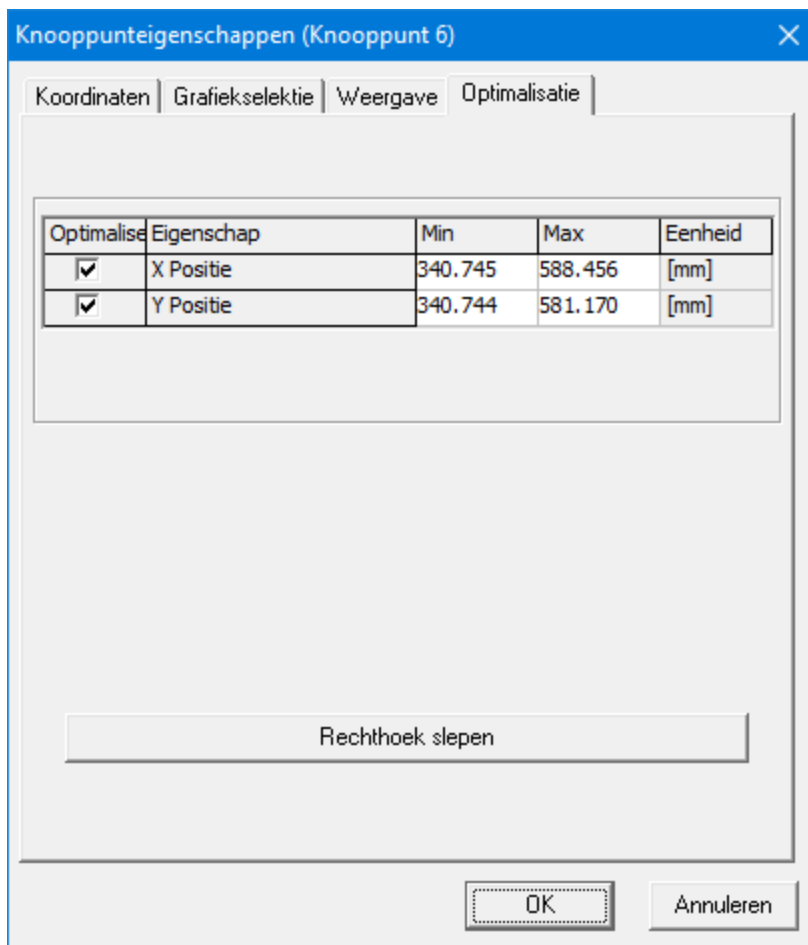 Knooppunteigenschappen (Knooppunt 6)
Koordinaten Grafiekselektie Weergave Optimalisatie
Optimalise Eigenschap Min Max Eenheid
X Positie 340.745 588.456 [mm]
Y Positie 340.744 581.170 [mm]
Rechthoek slepen
OK Annuleren